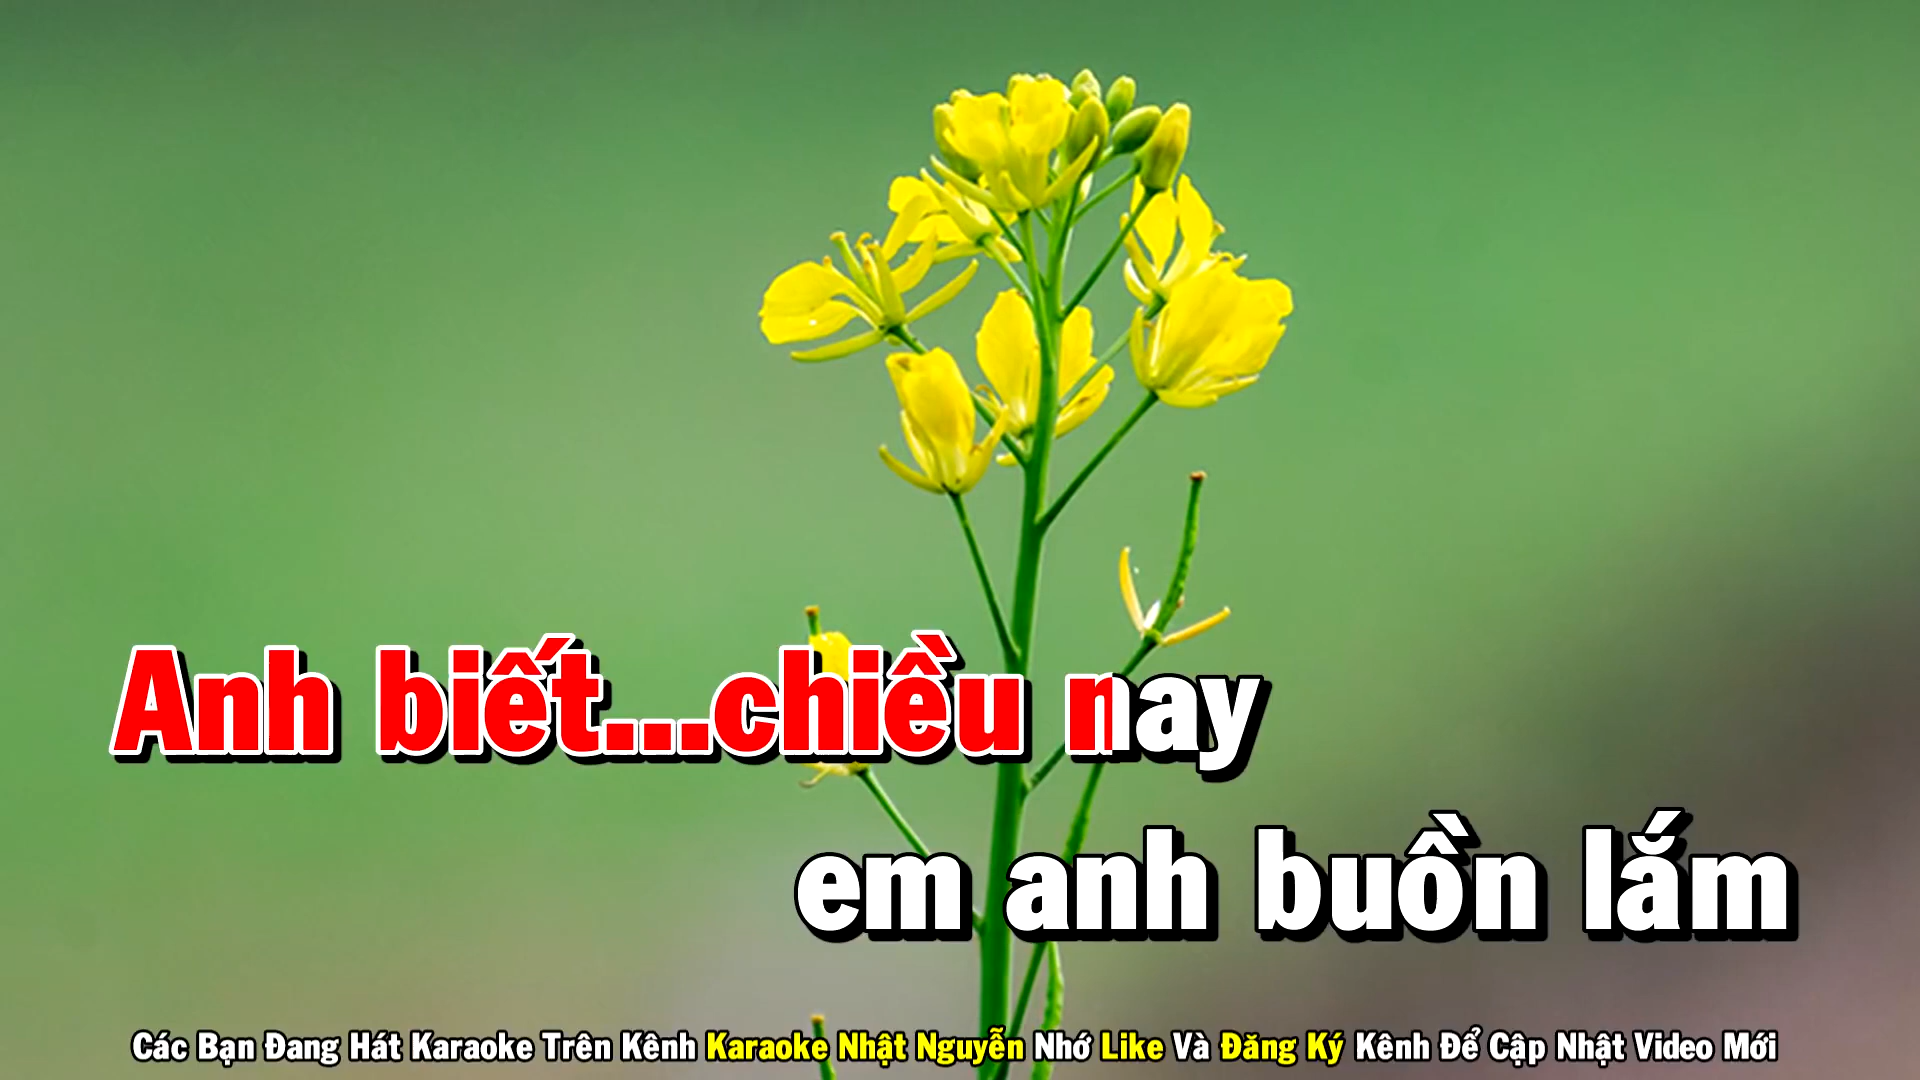 Anh biết...chiều nay
em anh buồn lắm
Các Bạn Đang Hát Karaoke Trên Kênh Karaoke Nhật Nguyễn Nhớ Like Và Đăng Ký Kênh Để Cập Nhật Video Mới